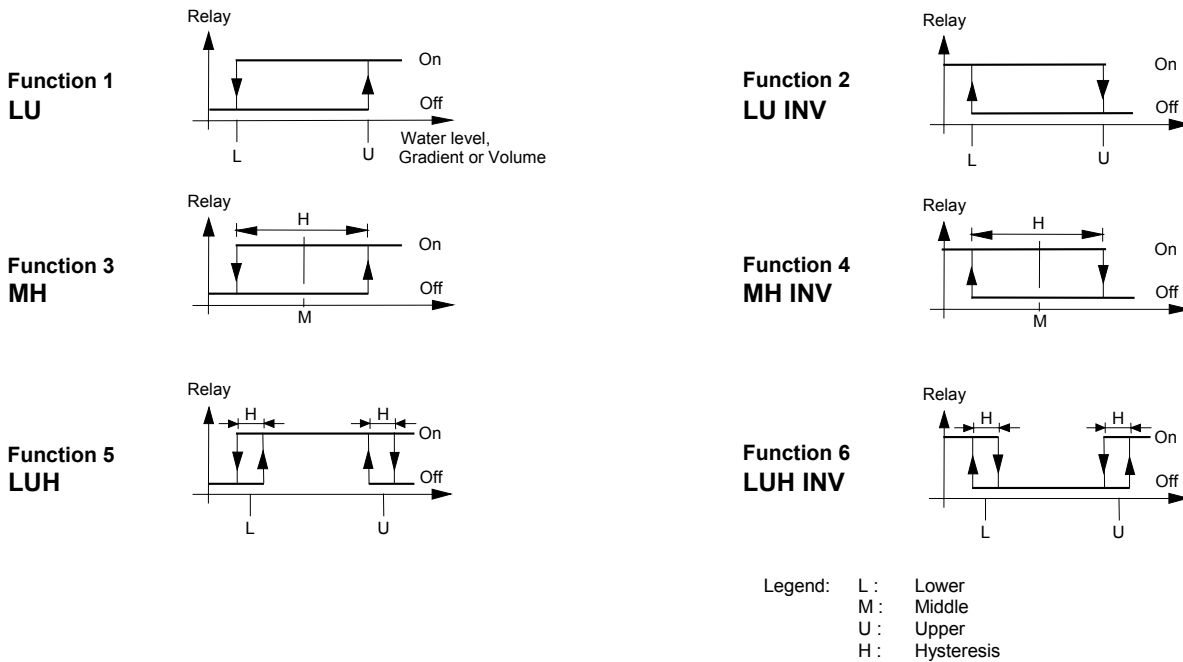 Relay
On
Off
Function 1
LU
L
U
Water level,
Gradient or Volume
Relay
On
Off
Function 2
LU INV
L
U
Relay
H
On
Off
Function 3
MH
M
Relay
H
On
Off
Function 4
MH INV
M
Relay
H
H
On
Off
Function 5
LUH
L
U
Relay
H
H
On
Off
Function 6
LUH INV
L
U
Legend: L : Lower
M : Middle
U : Upper
H : Hysteresis